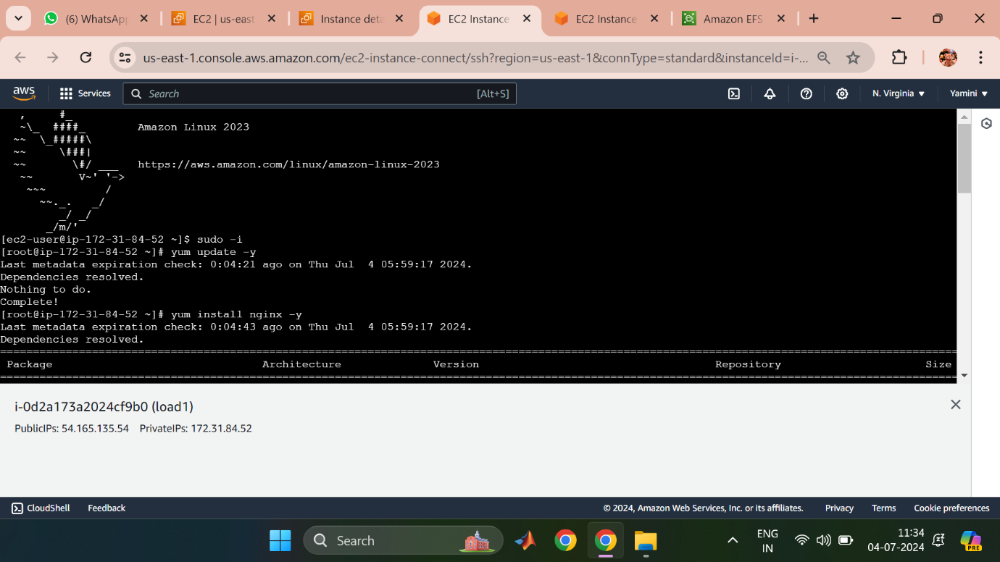 (6) WhatsApp
EC2 | us-east
Instance deta
EC2 Instance
EC2 Instance
Amazon EFS
us-east-1.console.aws.amazon.com/ec2-instance-connect/ssh?region=us-east-1&connType=standard&instanceId=i-...
aws
Services
Search
[Alt+S]
N. Virginia
Yamini
   ,     #_
   ~\_  ####_        Amazon Linux 2023
  ~~  \_#####\
  ~~     \###|
  ~~       \#/ ___   https://aws.amazon.com/linux/amazon-linux-2023
   ~~       V~' '->
    ~~~         /
      ~~._.   _/
         _/ _/
       _/m/'
[ec2-user@ip-172-31-84-52 ~]$ sudo -i
[root@ip-172-31-84-52 ~]# yum update -y
Last metadata expiration check: 0:04:21 ago on Thu Jul  4 05:59:17 2024.
Dependencies resolved.
Nothing to do.
Complete!
[root@ip-172-31-84-52 ~]# yum install nginx -y
Last metadata expiration check: 0:04:43 ago on Thu Jul  4 05:59:17 2024.
Dependencies resolved.
Package Architecture Version Repository Size
i-0d2a173a2024cf9b0 (load1)
PublicIPs: 54.165.135.54 PrivateIPs: 172.31.84.52
CloudShell
Feedback
© 2024, Amazon Web Services, Inc. or its affiliates.
Privacy
Terms
Cookie preferences
Search
ENG
IN
11:34
04-07-2024
PRE